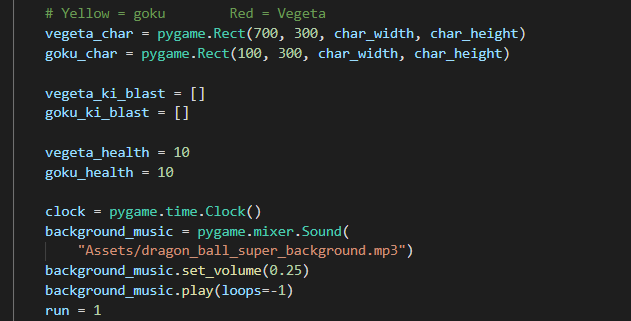 # Yellow = goku        Red = Vegeta
vegeta_char = pygame.Rect(700, 300, char_width, char_height)
goku_char = pygame.Rect(100, 300, char_width, char_height)
vegeta_ki_blast = []
goku_ki_blast = []
vegeta_health = 10
goku_health = 10
clock = pygame.time.Clock()
background_music = pygame.mixer.Sound(
    "Assets/dragon_ball_super_background.mp3")
background_music.set_volume(0.25)
background_music.play(loops=-1)
run = 1